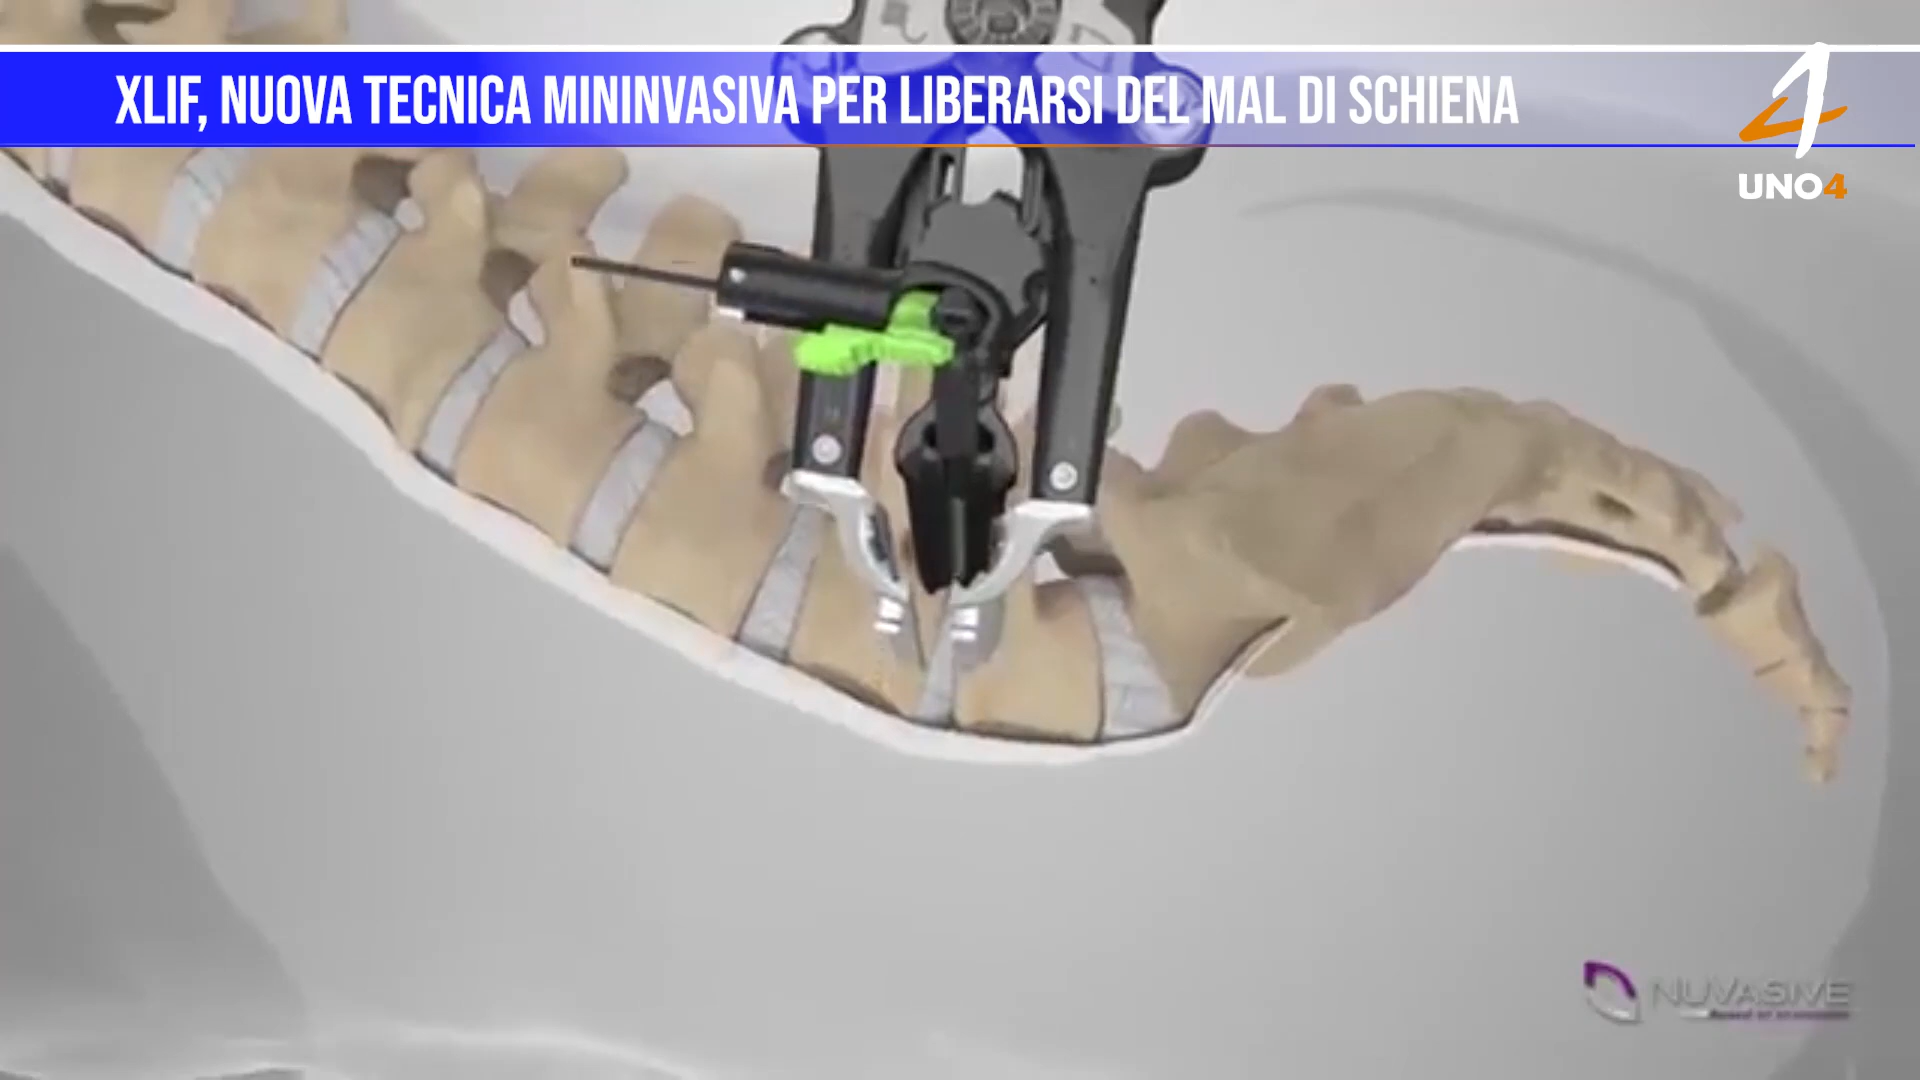 XLIF, NUOVA TECNICA MININVASIVA PER LIBERARSI DEL MAL DI SCHIENA
UNO4
NUVASIVE